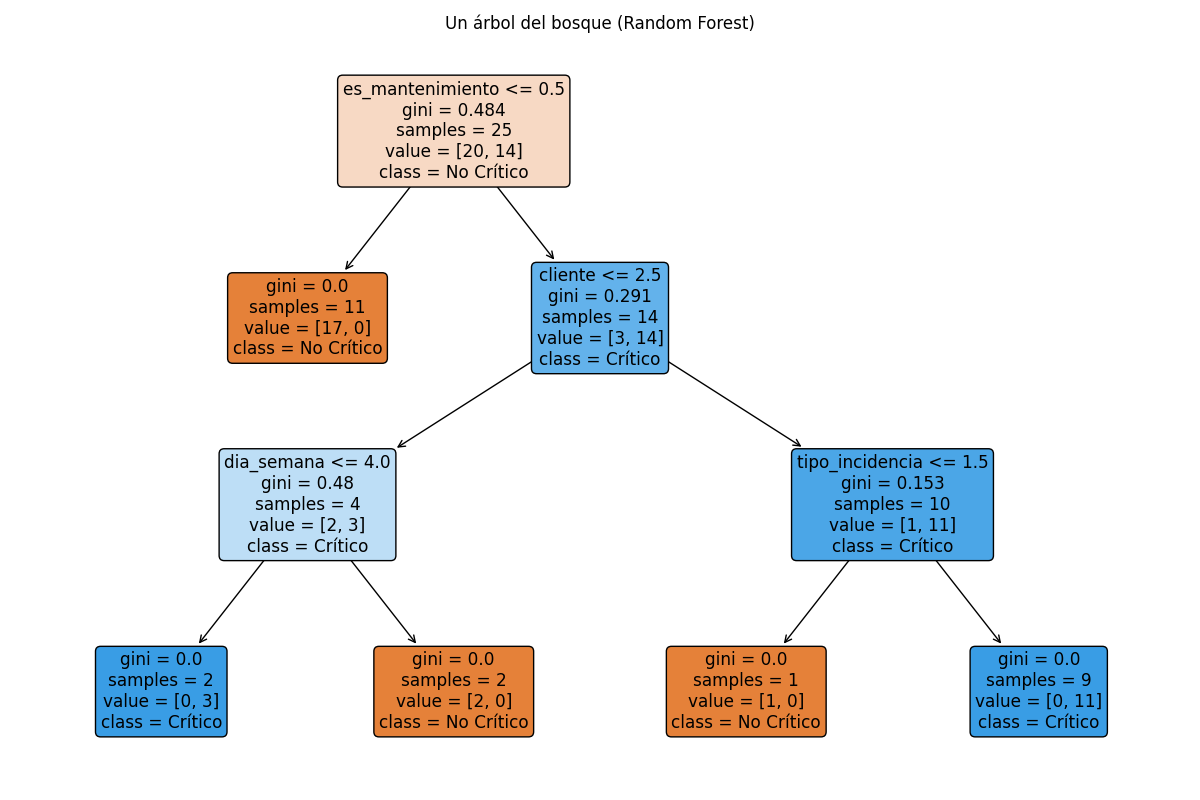 Un árbol del bosque (Random Forest)
es_mantenimiento <= 0.5
gini = 0.484
samples = 25
value = [20, 14]
class = No Crítico
gini = 0.0
samples = 11
value = [17, 0]
class = No Crítico
cliente <= 2.5
gini = 0.291
samples = 14
value = [3, 14]
class = Crítico
dia_semana <= 4.0
gini = 0.48
samples = 4
value = [2, 3]
class = Crítico
tipo_incidencia <= 1.5
gini = 0.153
samples = 10
value = [1, 11]
class = Crítico
gini = 0.0
samples = 2
value = [0, 3]
class = Crítico
gini = 0.0
samples = 2
value = [2, 0]
class = No Crítico
gini = 0.0
samples = 1
value = [1, 0]
class = No Crítico
gini = 0.0
samples = 9
value = [0, 11]
class = Crítico